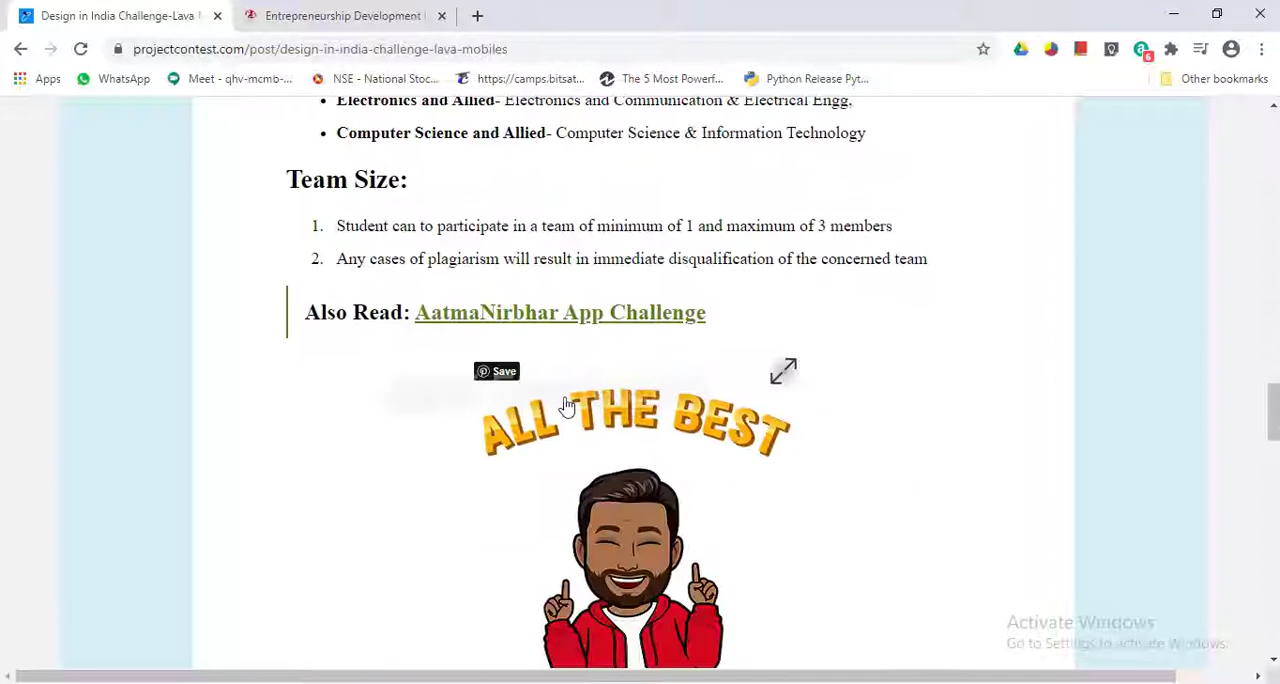 Design in India Challenge-Lava
Entrepreneurship Development
projectcontest.com/post/design-in-india-challenge-lava-mobiles
6
Apps
WhatsApp
Meet - qhv-mcmb-...
NSE - National Stoc...
https://camps.bitsat...
The 5 Most Powerf...
Python Release Pyt...
Other bookmarks
Electronics and Allied- Electronics and Communication & Electrical Engg,
Computer Science and Allied- Computer Science & Information Technology
Team Size:
1. Student can to participate in a team of minimum of 1 and maximum of 3 members
2. Any cases of plagiarism will result in immediate disqualification of the concerned team
Also Read: AatmaNirbhar App Challenge
Save
ALL THE BEST
Activate Windows
Go to Settings to activate Windows.